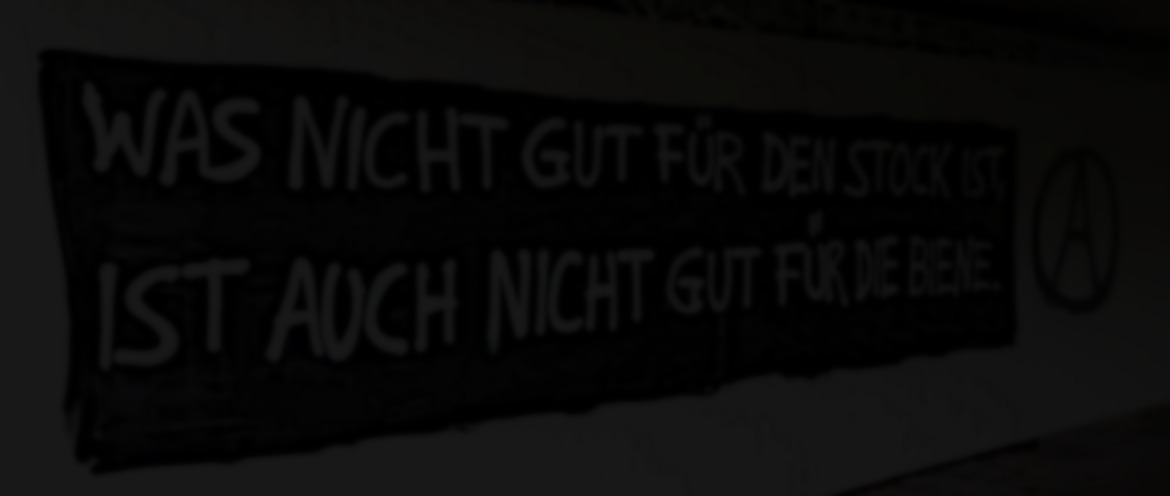 WAS NICHT GUT FÜR DEN STOCK IST,
IST AUCH NICHT GUT FÜR DIE BIENE.